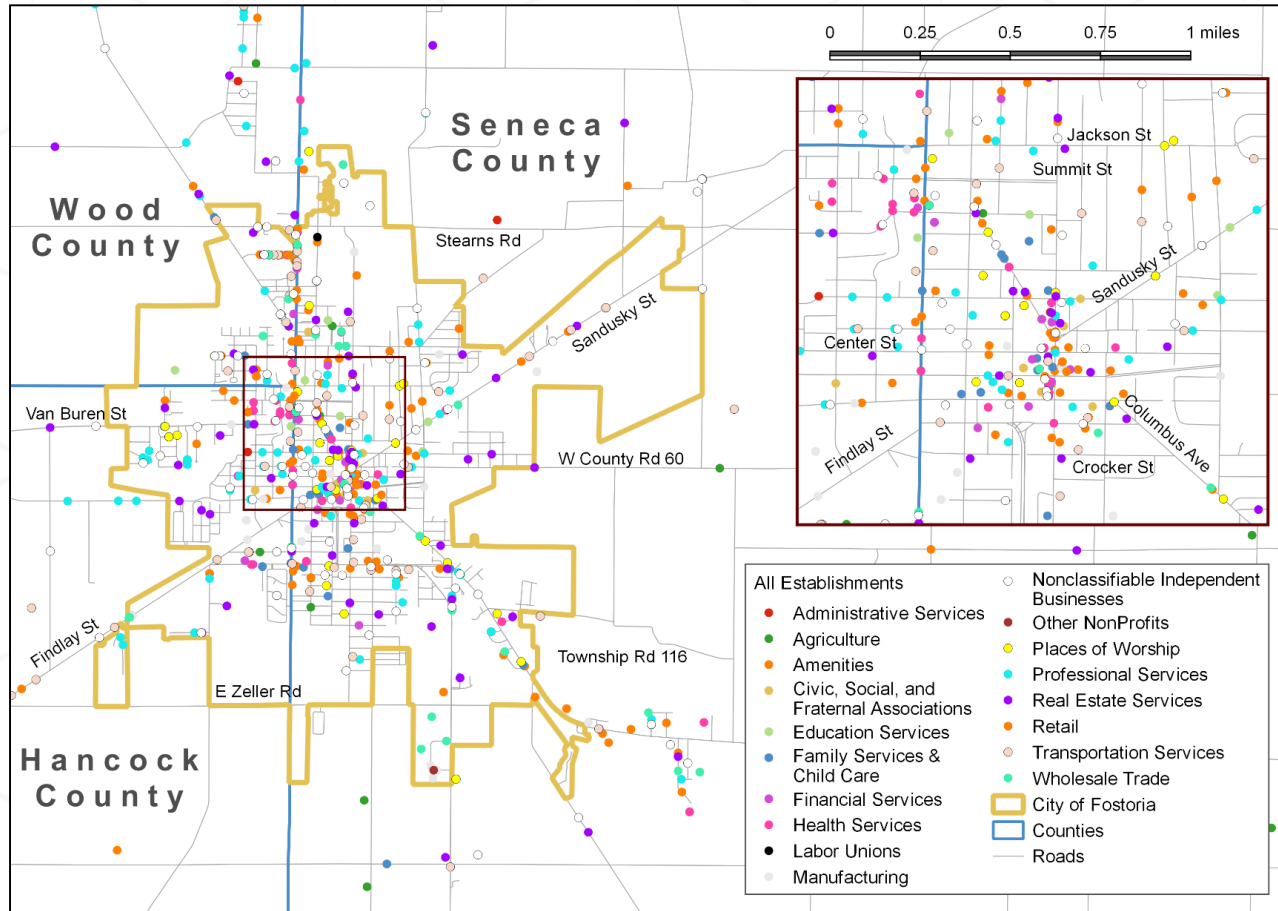 0 0.25 0.5 0.75 1 miles
Seneca
County
Wood
County
Stearns Rd
Sandusky St
Van Buren St
W County Rd 60
Findlay St
Township Rd 116
E Zeller Rd
Hancock
County
Jackson St
Summit St
Sandusky St
Center St
Columbus Ave
Findlay St
Crocker St
All Establishments
Administrative Services
Agriculture
Amenities
Civic, Social, and
Fraternal Associations
Education Services
Family Services &
Child Care
Financial Services
Health Services
Labor Unions
Manufacturing
Nonclassifiable Independent
Businesses
Other NonProfits
Places of Worship
Professional Services
Real Estate Services
Retail
Transportation Services
Wholesale Trade
City of Fostoria
Counties
Roads